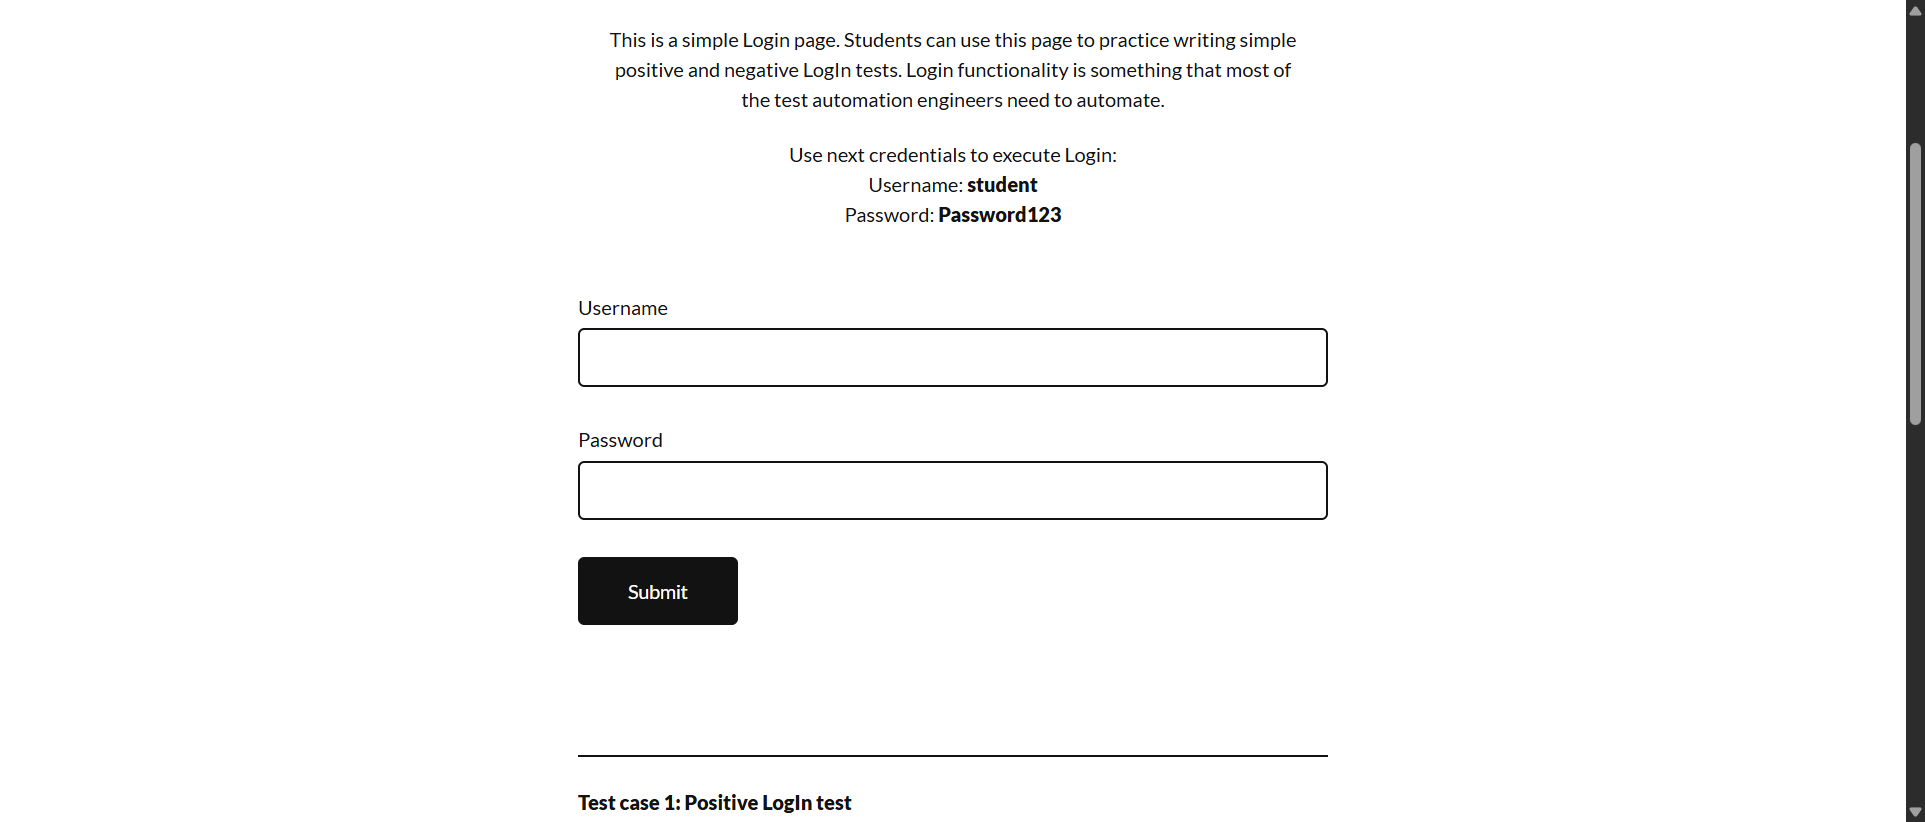 This is a simple Login page. Students can use this page to practice writing simple
positive and negative LogIn tests. Login functionality is something that most of
the test automation engineers need to automate.
Use next credentials to execute Login:
Username: student
Password: Password123
Username
Password
Submit
Test case 1: Positive LogIn test